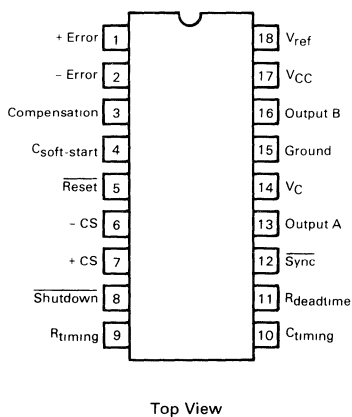 + Error 1 18 Vref
- Error 2 17 VCC
Compensation 3 16 Output B
Csoft-start 4 15 Ground
Reset 5 14 VC
- CS 6 13 Output A
+ CS 7 12 Sync
Shutdown 8 11 Rdeadtime
Rtiming 9 10 Ctiming
Top View